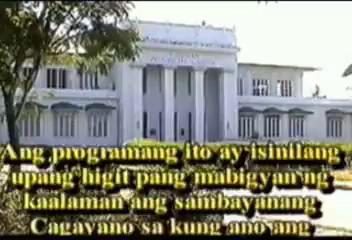 Ang programang ito ay isinilang
upang higit pang mabigyan ng
kaalaman ang sambayanang
Cagayano sa kung ano ang